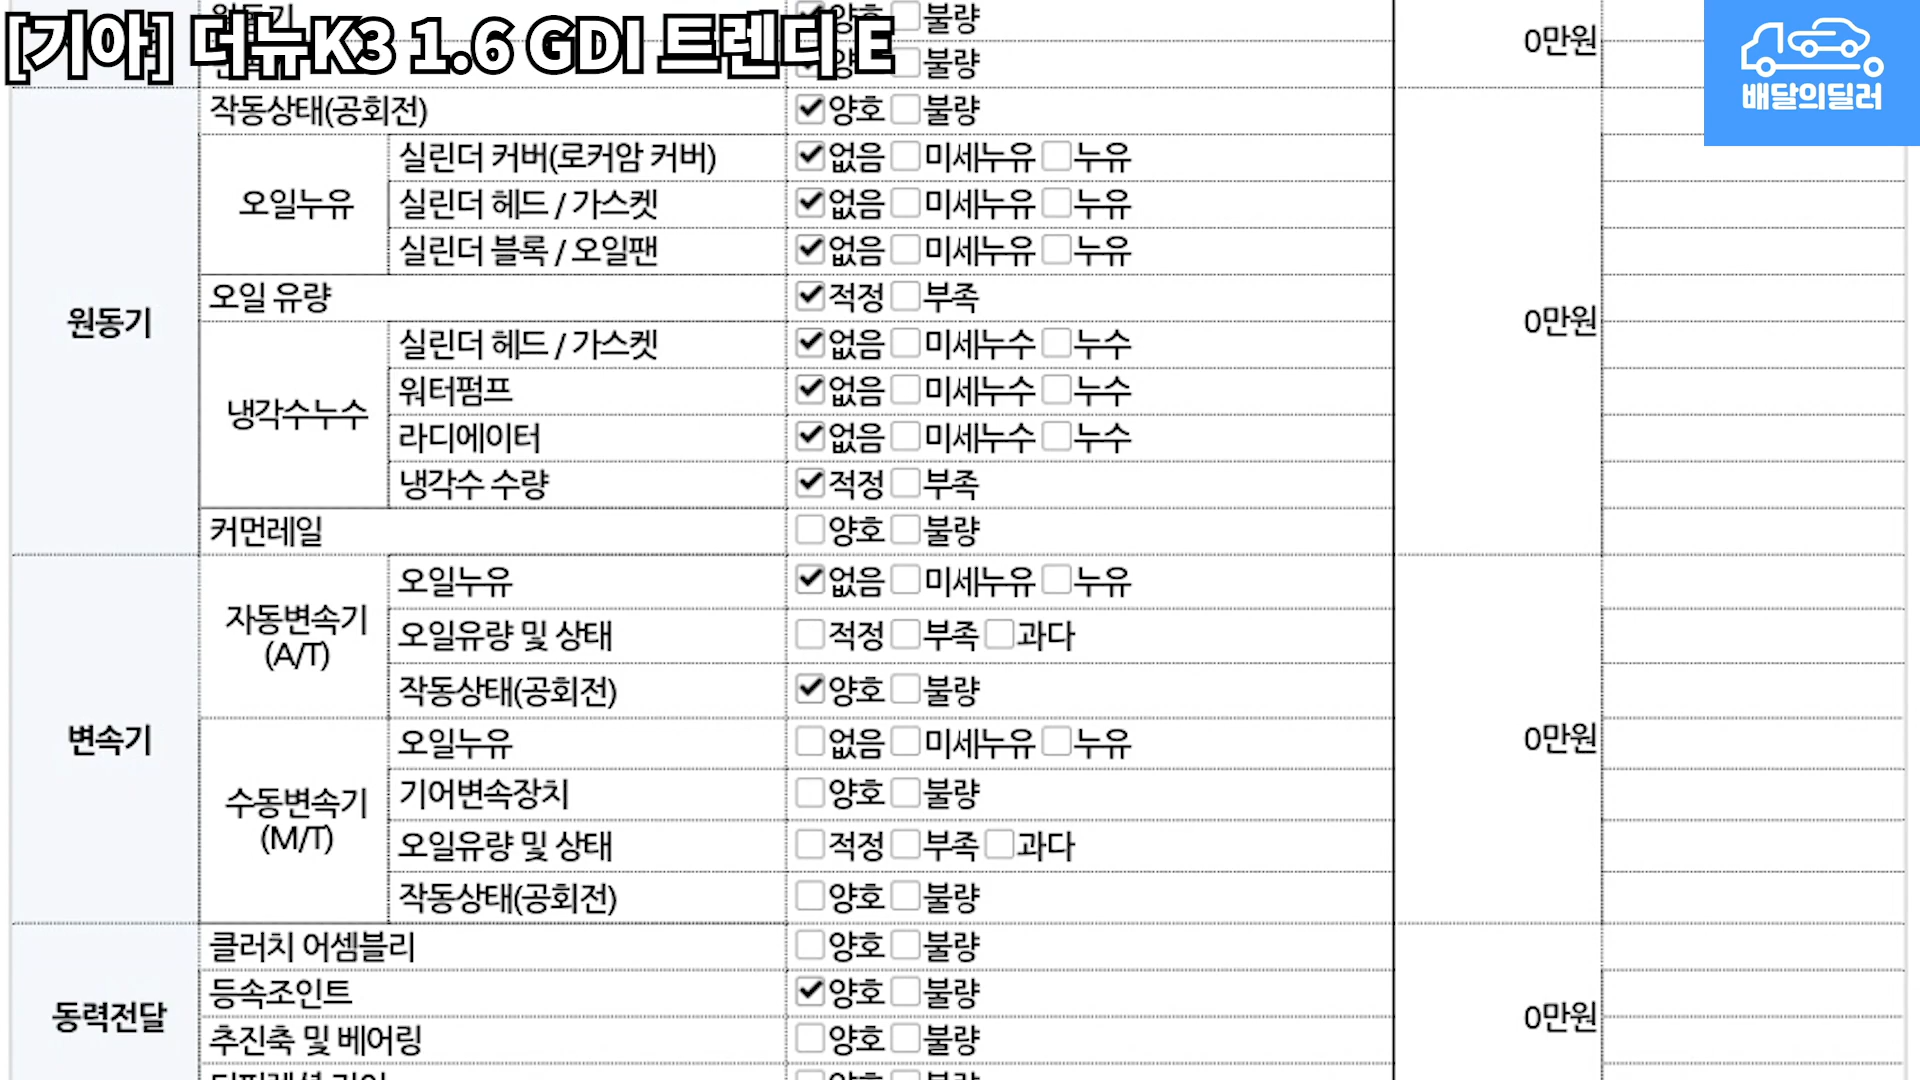 [기아] 더뉴K3 1.6 GDI 트렌디 E
배달의딜러
양호 불량
불량
0만원
원동기
작동상태(공회전) 양호 불량
오일누유
실린더 커버(로커암 커버) 없음 미세누유 누유
실린더 헤드 / 가스켓 없음 미세누유 누유
실린더 블록 / 오일팬 없음 미세누유 누유
오일 유량 적정 부족
냉각수누수
실린더 헤드 / 가스켓 없음 미세누수 누수
워터펌프 없음 미세누수 누수
라디에이터 없음 미세누수 누수
냉각수 수량 적정 부족
커먼레일 양호 불량
0만원
변속기
자동변속기
(A/T)
오일누유 없음 미세누유 누유
오일유량 및 상태 적정 부족 과다
작동상태(공회전) 양호 불량
수동변속기
(M/T)
오일누유 없음 미세누유 누유
기어변속장치 양호 불량
오일유량 및 상태 적정 부족 과다
작동상태(공회전) 양호 불량
0만원
동력전달
클러치 어셈블리 양호 불량
등속조인트 양호 불량
추진축 및 베어링 양호 불량
0만원